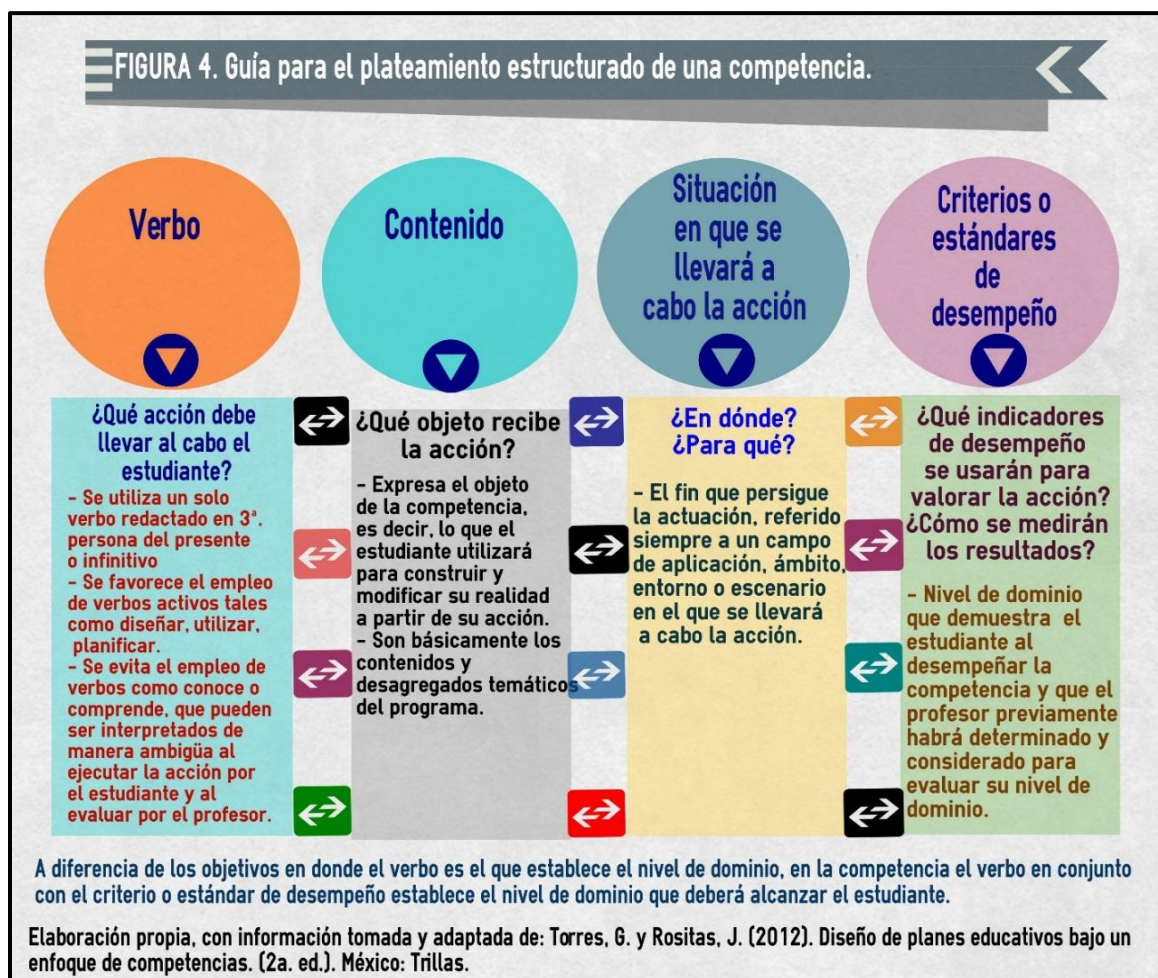 FIGURA 4. Guía para el plateamiento estructurado de una competencia.
Verbo
Contenido
Situación
en que se
llevará a
cabo la acción
Criterios o
estándares
de
desempeño
¿Qué acción debe
llevar al cabo el
estudiante?
- Se utiliza un solo
verbo redactado en 3ª.
persona del presente
o infinitivo
- Se favorece el empleo
de verbos activos tales
como diseñar, utilizar,
planificar.
- Se evita el empleo de
verbos como conoce o
comprende, que pueden
ser interpretados de
manera ambigüa al
ejecutar la acción por
el estudiante y al
evaluar por el profesor.
¿Qué objeto recibe
la acción?
- Expresa el objeto
de la competencia,
es decir, lo que el
estudiante utilizará
para construir y
modificar su realidad
a partir de su acción.
- Son básicamente los
contenidos y
desagregados temáticos
del programa.
¿En dónde?
¿Para qué?
- El fin que persigue
la actuación, referido
siempre a un campo
de aplicación, ámbito,
entorno o escenario
en el que se llevará
a cabo la acción.
¿Qué indicadores
de desempeño
se usarán para
valorar la acción?
¿Cómo se medirán
los resultados?
- Nivel de dominio
que demuestra el
estudiante al
desempeñar la
competencia y que el
profesor previamente
habrá determinado y
considerado para
evaluar su nivel de
dominio.
A diferencia de los objetivos en donde el verbo es el que establece el nivel de dominio, en la competencia el verbo en conjunto
con el criterio o estándar de desempeño establece el nivel de dominio que deberá alcanzar el estudiante.
Elaboración propia, con información tomada y adaptada de: Torres, G. y Rositas, J. (2012). Diseño de planes educativos bajo un
enfoque de competencias. (2a. ed.). México: Trillas.